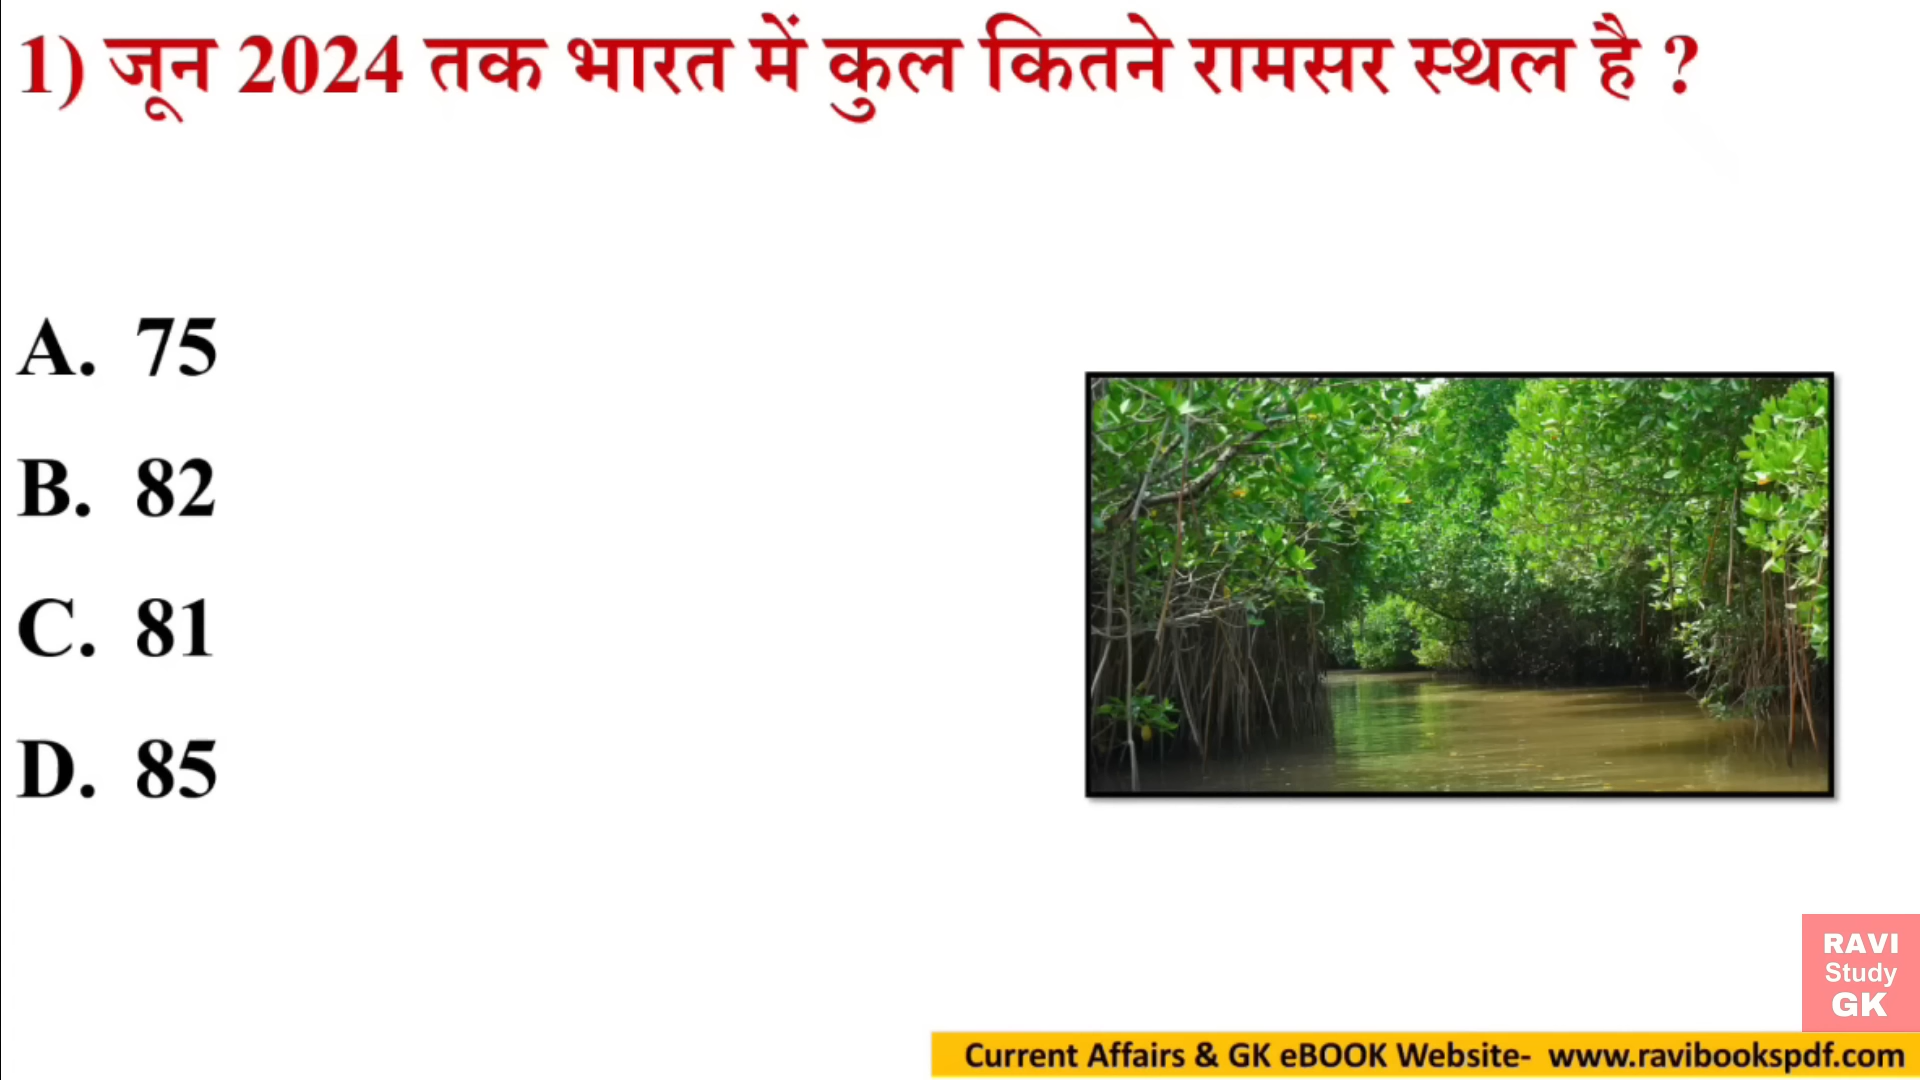 1) जून 2024 तक भारत में कुल कितने रामसर स्थल है ?
A. 75
B. 82
C. 81
D. 85
RAVI
Study
GK
Current Affairs & GK eBOOK Website- www.ravibookspdf.com